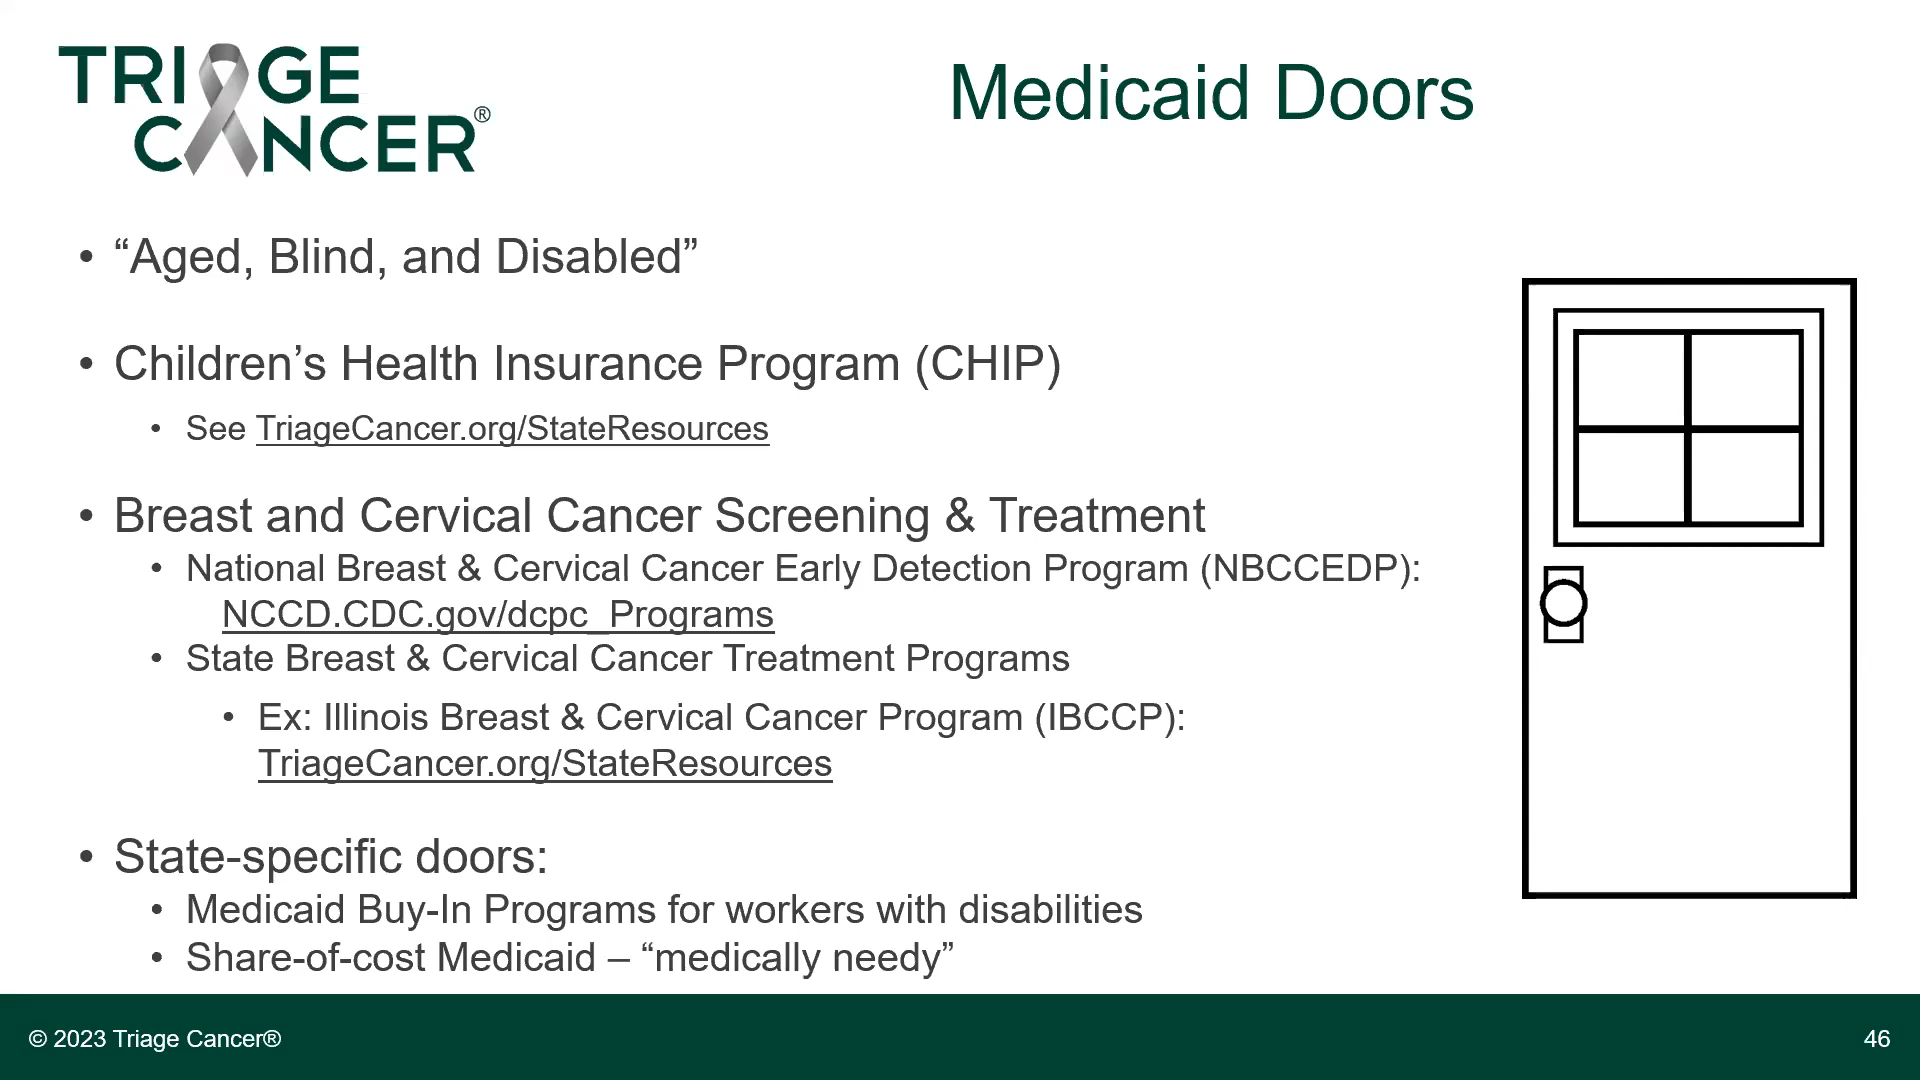 TRIAGE
CANCER®
Medicaid Doors
• “Aged, Blind, and Disabled”
• Children’s Health Insurance Program (CHIP)
• See TriageCancer.org/StateResources
• Breast and Cervical Cancer Screening & Treatment
• National Breast & Cervical Cancer Early Detection Program (NBCCEDP):
NCCD.CDC.gov/dcpc_Programs
• State Breast & Cervical Cancer Treatment Programs
• Ex: Illinois Breast & Cervical Cancer Program (IBCCP):
TriageCancer.org/StateResources
• State-specific doors:
• Medicaid Buy-In Programs for workers with disabilities
• Share-of-cost Medicaid – “medically needy”
© 2023 Triage Cancer®
46